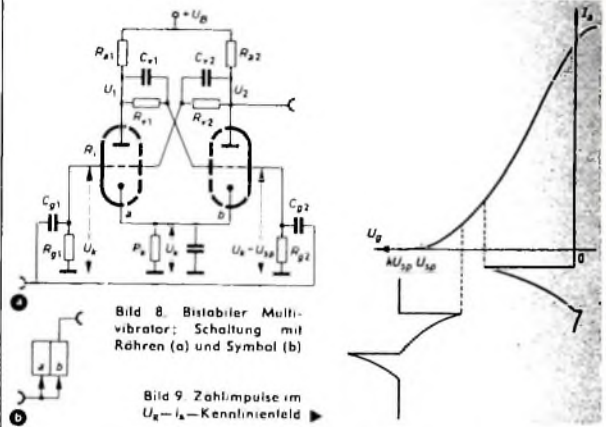 +U_B
R_a1
C_v1
C_v2
R_a2
U_1
U_2
R_v1
R_v2
R_i
a
b
C_g1
R_g1
U_k
R_k
U_k
U_k-U_sp
R_g2
C_g2
a
Bild 8. Bistabiler Multi-
vibrator; Schaltung mit
Röhren (a) und Symbol (b)
a
b
b
Bild 9. Zählimpulse im
U_g–I_a–Kennlinienfeld ▶
I_a
U_g
kU_sp U_sp
0